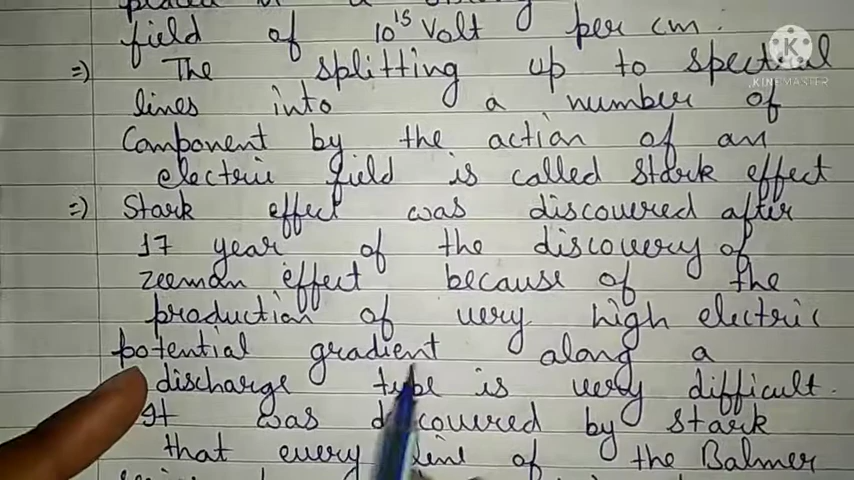 field of 10¹⁵ Volt per cm.
=) The splitting up to spectral
lines into a number of
Component by the action of an
electric field is called Stark effect
=) Stark effect was discovered after
17 year of the discovery of
zeeman effect because of the
production of very high electric
potential gradient along a
discharge type is very difficult.
It was discovered by Stark
that every line of the Balmer
K
KINEMASTER